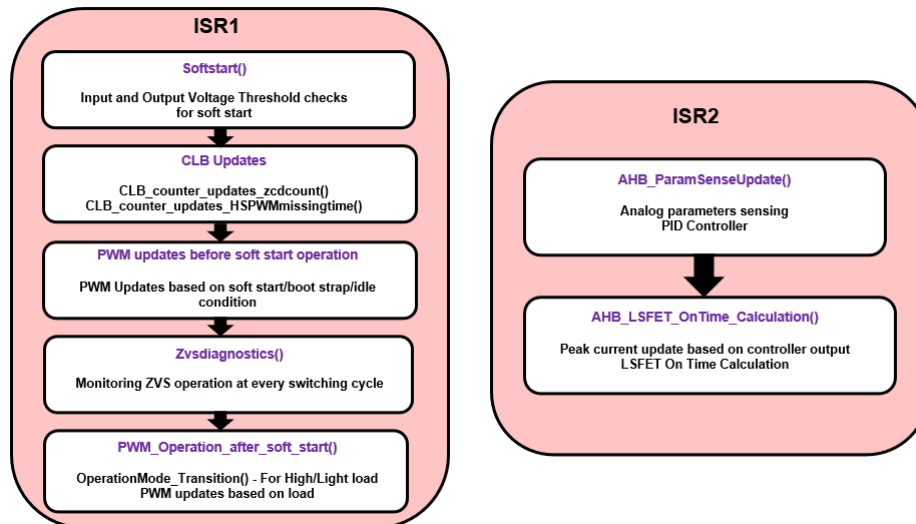 ISR1
Softstart()
Input and Output Voltage Threshold checks
for soft start
CLB Updates
CLB_counter_updates_zcdcount()
CLB_counter_updates_HSPWMmissingtime()
PWM updates before soft start operation
PWM Updates based on soft start/boot strap/idle
condition
Zvsdiagnostics()
Monitoring ZVS operation at every switching cycle
PWM_Operation_after_soft_start()
OperationMode_Transition() - For High/Light load
PWM updates based on load
ISR2
AHB_ParamSenseUpdate()
Analog parameters sensing
PID Controller
AHB_LSFET_OnTime_Calculation()
Peak current update based on controller output
LSFET On Time Calculation